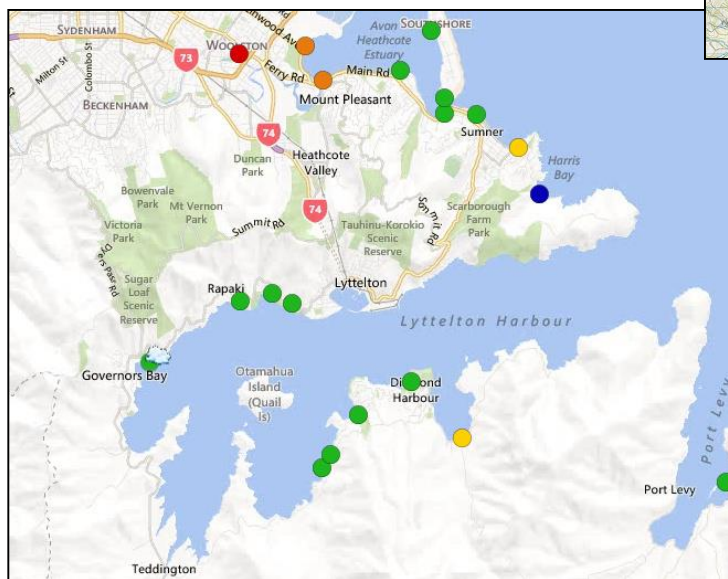 SYDENHAM
Milton St
Colombo St
73
WOOLSTON
Ferry Rd
Main Rd
Avon
Heathcote
Estuary
SOUTHSHORE
BECKENHAM
Mount Pleasant
74
Heathcote
Valley
Sumner
Harris
Bay
Duncan
Park
Bowenvale
Park
Mt Vernon
Park
Victoria
Park
Summit Rd
74
Tauhinu-Korokio
Scenic
Reserve
Summit Rd
Scarborough
Farm
Park
Dyers Pass Rd
Sugar
Loaf
Scenic
Reserve
Rapaki
Lyttelton
Lyttelton Harbour
Governors Bay
Otamahua
Island
(Quail
Is)
Diamond
Harbour
Port Levy
Port Levy
Teddington